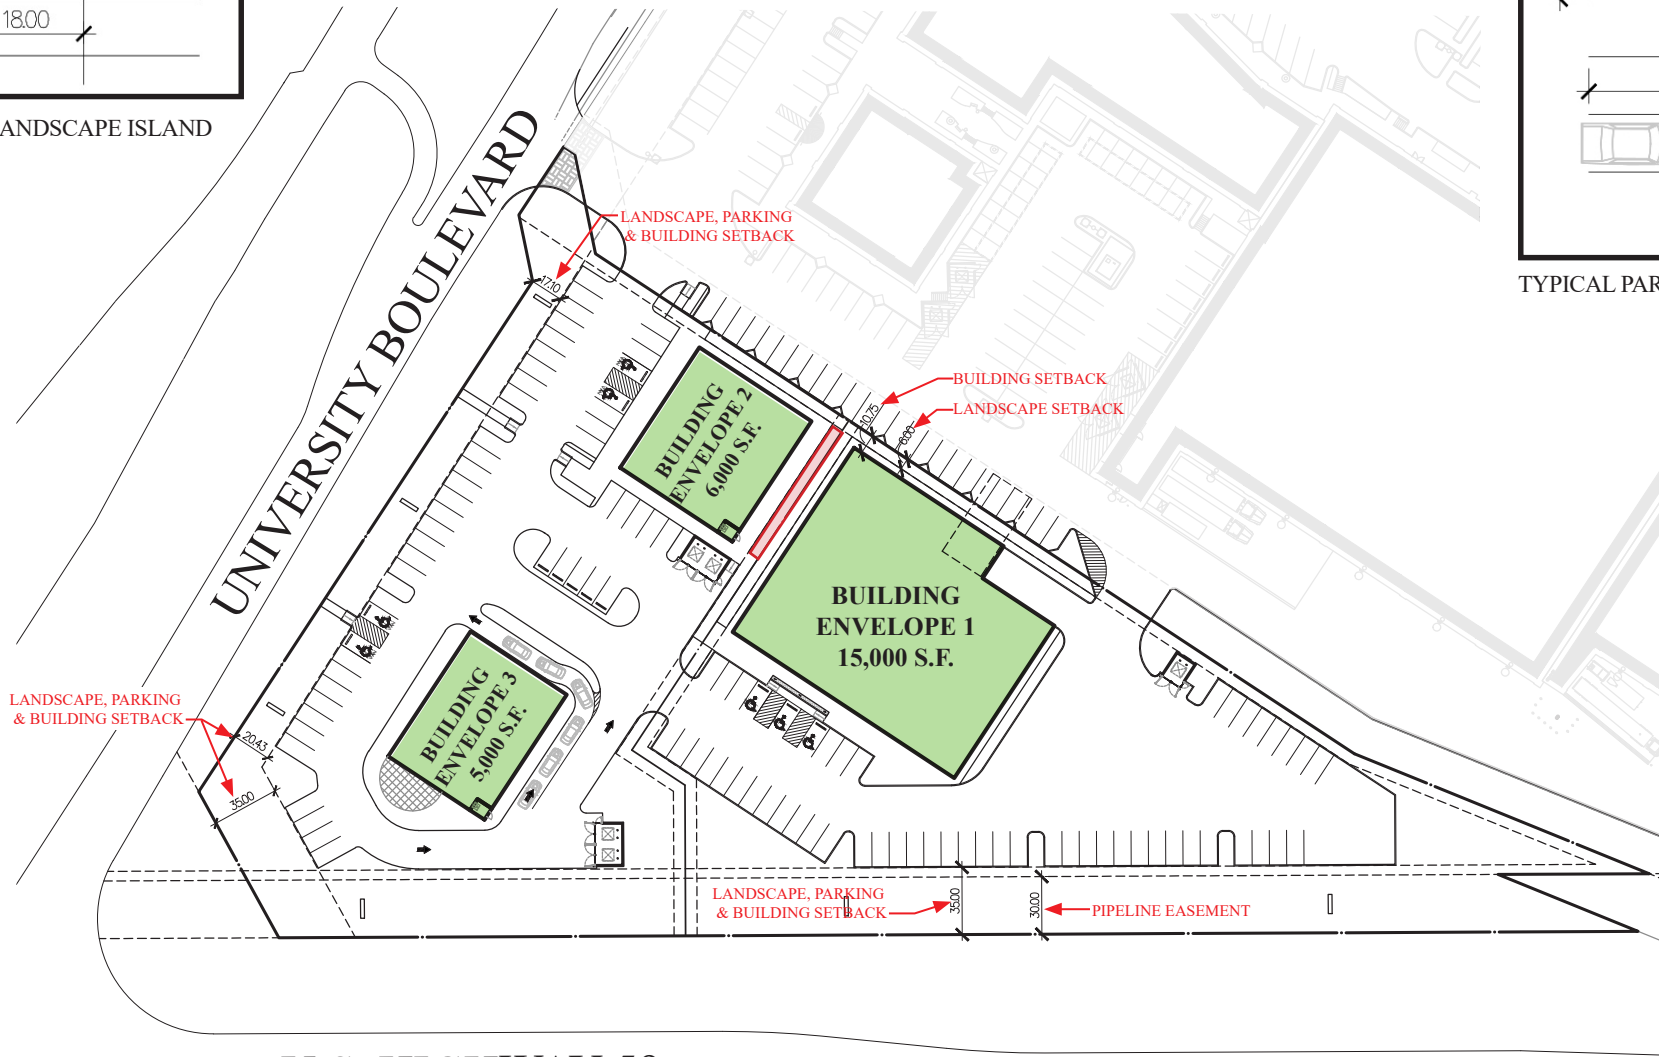 18.00
ANDSCAPE ISLAND
TYPICAL PAR
UNIVERSITY BOULEVARD
LANDSCAPE, PARKING
& BUILDING SETBACK
17.10
BUILDING SETBACK
LANDSCAPE SETBACK
10.75
6.00
BUILDING
ENVELOPE 2
6,000 S.F.
BUILDING
ENVELOPE 1
15,000 S.F.
BUILDING
ENVELOPE 3
5,000 S.F.
LANDSCAPE, PARKING
& BUILDING SETBACK
20.43
35.00
LANDSCAPE, PARKING
& BUILDING SETBACK
35.00
30.00
PIPELINE EASEMENT